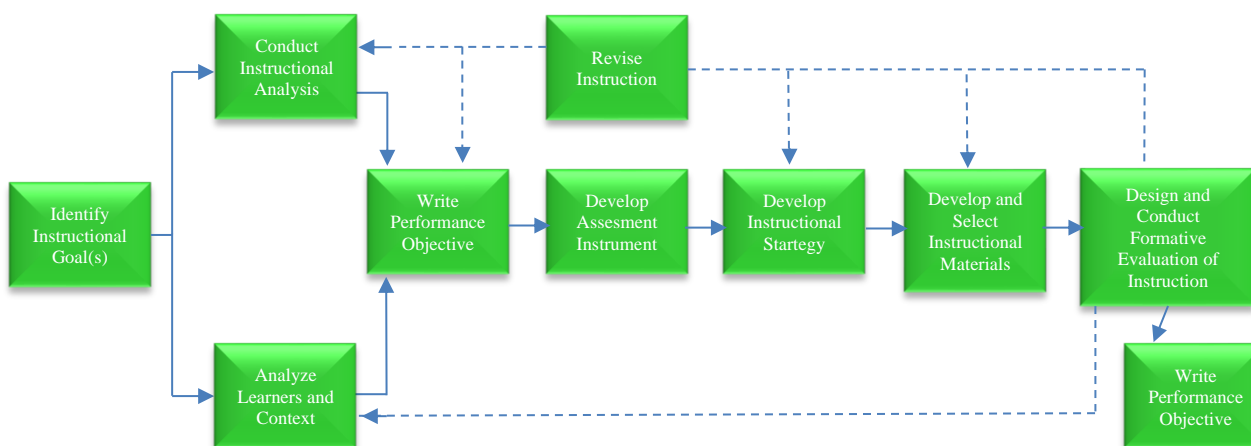 Conduct
Instructional
Analysis
Revise
Instruction
Identify
Instructional
Goal(s)
Write
Performance
Objective
Develop
Assesment
Instrument
Develop
Instructional
Startegy
Develop and
Select
Instructional
Materials
Design and
Conduct
Formative
Evaluation of
Instruction
Analyze
Learners and
Context
Write
Performance
Objective